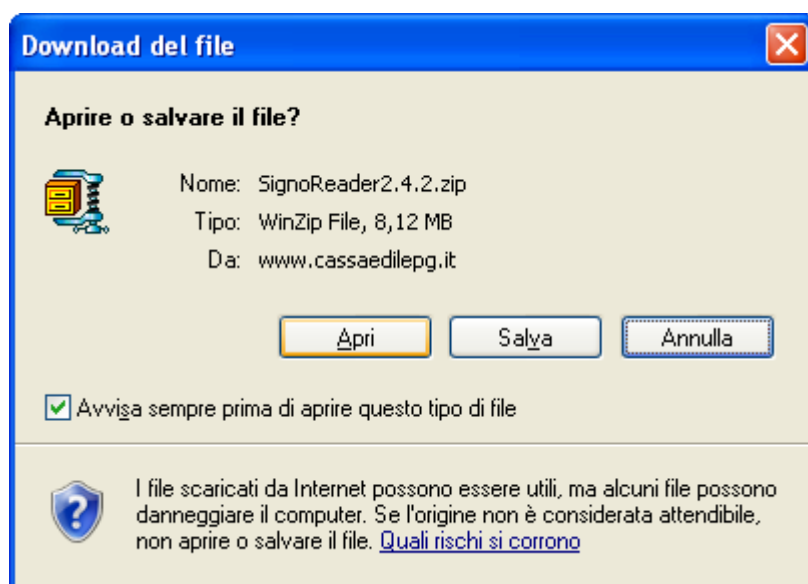 Download del file
Aprire o salvare il file?
Nome: SignoReader2.4.2.zip
Tipo: WinZip File, 8,12 MB
Da: www.cassaedilepg.it
Apri Salva Annulla
Avvisa sempre prima di aprire questo tipo di file
I file scaricati da Internet possono essere utili, ma alcuni file possono
danneggiare il computer. Se l'origine non è considerata attendibile,
non aprire o salvare il file. Quali rischi si corrono